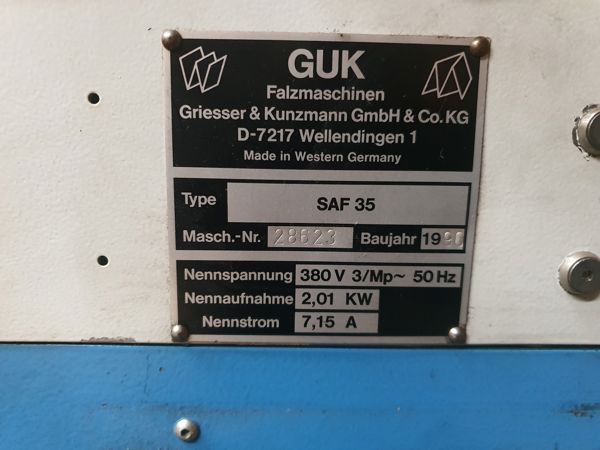 GUK
Falzmaschinen
Griesser & Kunzmann GmbH & Co. KG
D-7217 Wellendingen 1
Made in Western Germany
Type SAF 35
Masch.-Nr. 28623 Baujahr 1990
Nennspannung 380 V 3/Mp~ 50 Hz
Nennaufnahme 2,01 KW
Nennstrom 7,15 A